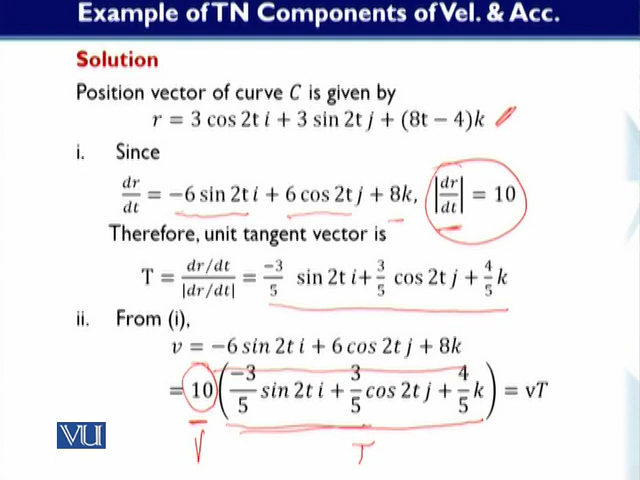 Example of TN Components of Vel. & Acc.
Solution
Position vector of curve C is given by
r = 3 cos 2t i + 3 sin 2t j + (8t − 4)k
i. Since
dr/dt = −6 sin 2t i + 6 cos 2t j + 8k, |dr/dt| = 10
Therefore, unit tangent vector is
T = (dr/dt)/|dr/dt| = −3/5 sin 2t i+ 3/5 cos 2t j + 4/5 k
ii. From (i),
v = −6 sin 2t i + 6 cos 2t j + 8k
= 10(−3/5 sin 2t i + 3/5 cos 2t j + 4/5 k) = vT
VU
V T